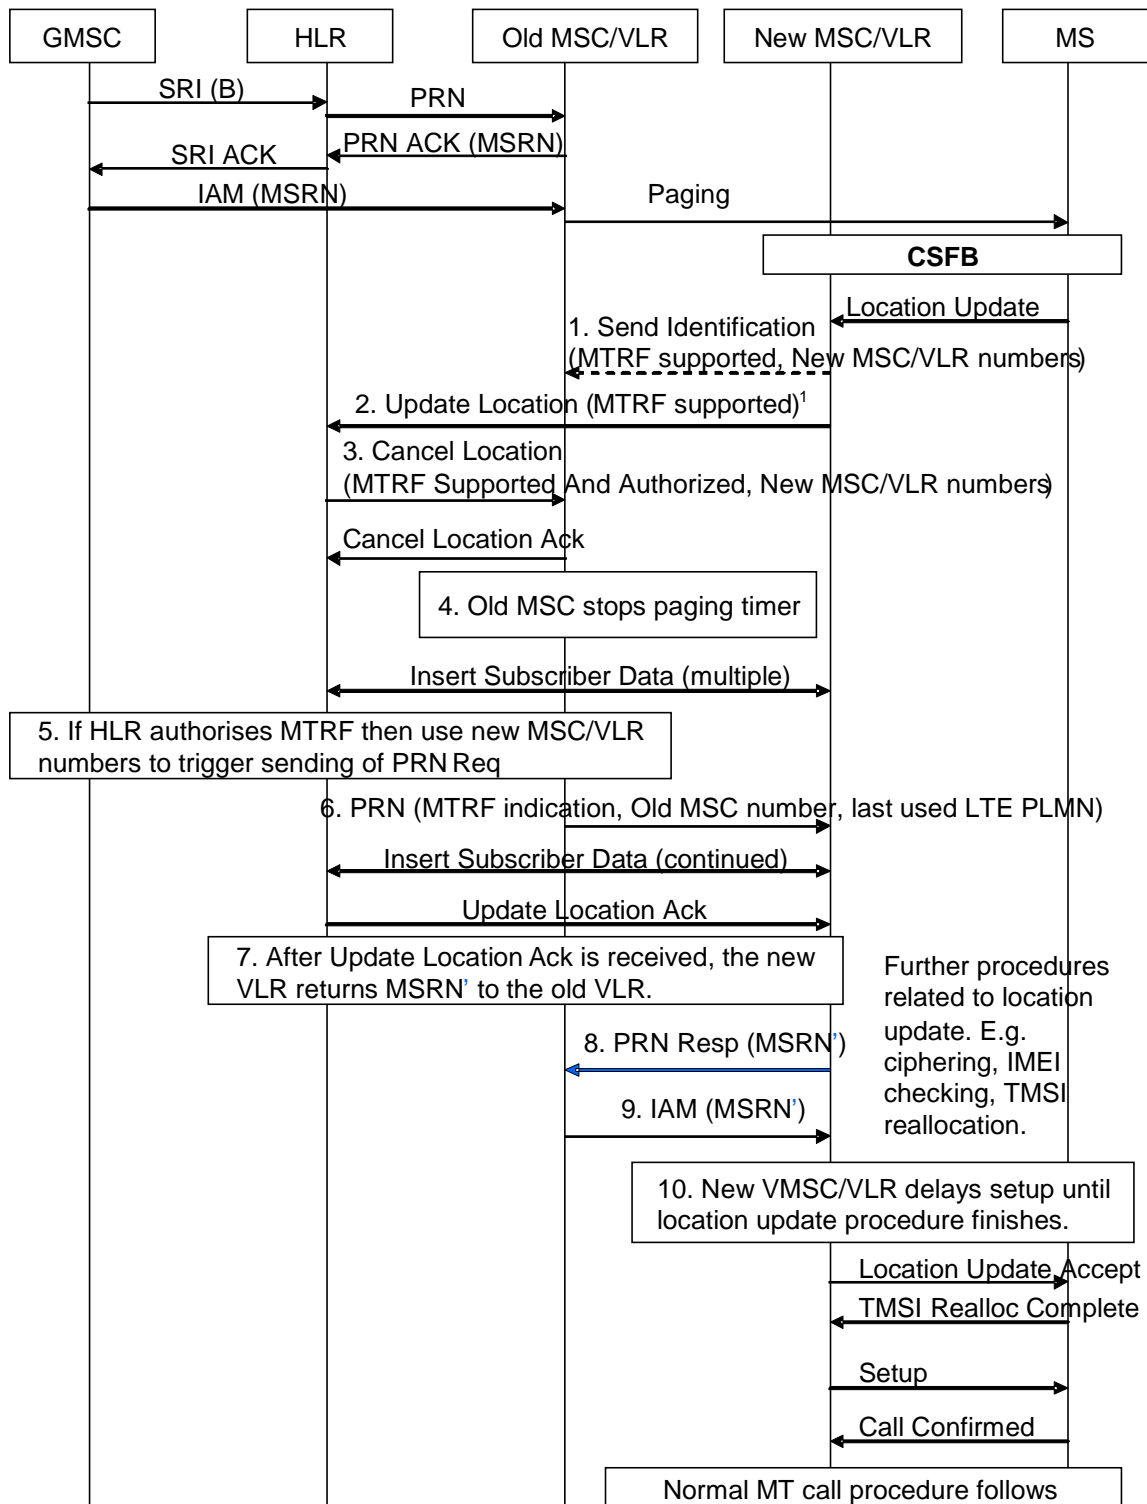 GMSC
HLR
Old MSC/VLR
New MSC/VLR
MS
SRI (B)
PRN
PRN ACK (MSRN)
SRI ACK
IAM (MSRN)
Paging
CSFB
Location Update
1. Send Identification
(MTRF supported, New MSC/VLR numbers)
2. Update Location (MTRF supported)¹
3. Cancel Location
(MTRF Supported And Authorized, New MSC/VLR numbers)
Cancel Location Ack
4. Old MSC stops paging timer
Insert Subscriber Data (multiple)
5. If HLR authorises MTRF then use new MSC/VLR
numbers to trigger sending of PRN Req
6. PRN (MTRF indication, Old MSC number, last used LTE PLMN)
Insert Subscriber Data (continued)
Update Location Ack
7. After Update Location Ack is received, the new
VLR returns MSRN’ to the old VLR.
Further procedures
related to location
update. E.g.
ciphering, IMEI
checking, TMSI
reallocation.
8. PRN Resp (MSRN’)
9. IAM (MSRN’)
10. New VMSC/VLR delays setup until
location update procedure finishes.
Location Update Accept
TMSI Realloc Complete
Setup
Call Confirmed
Normal MT call procedure follows